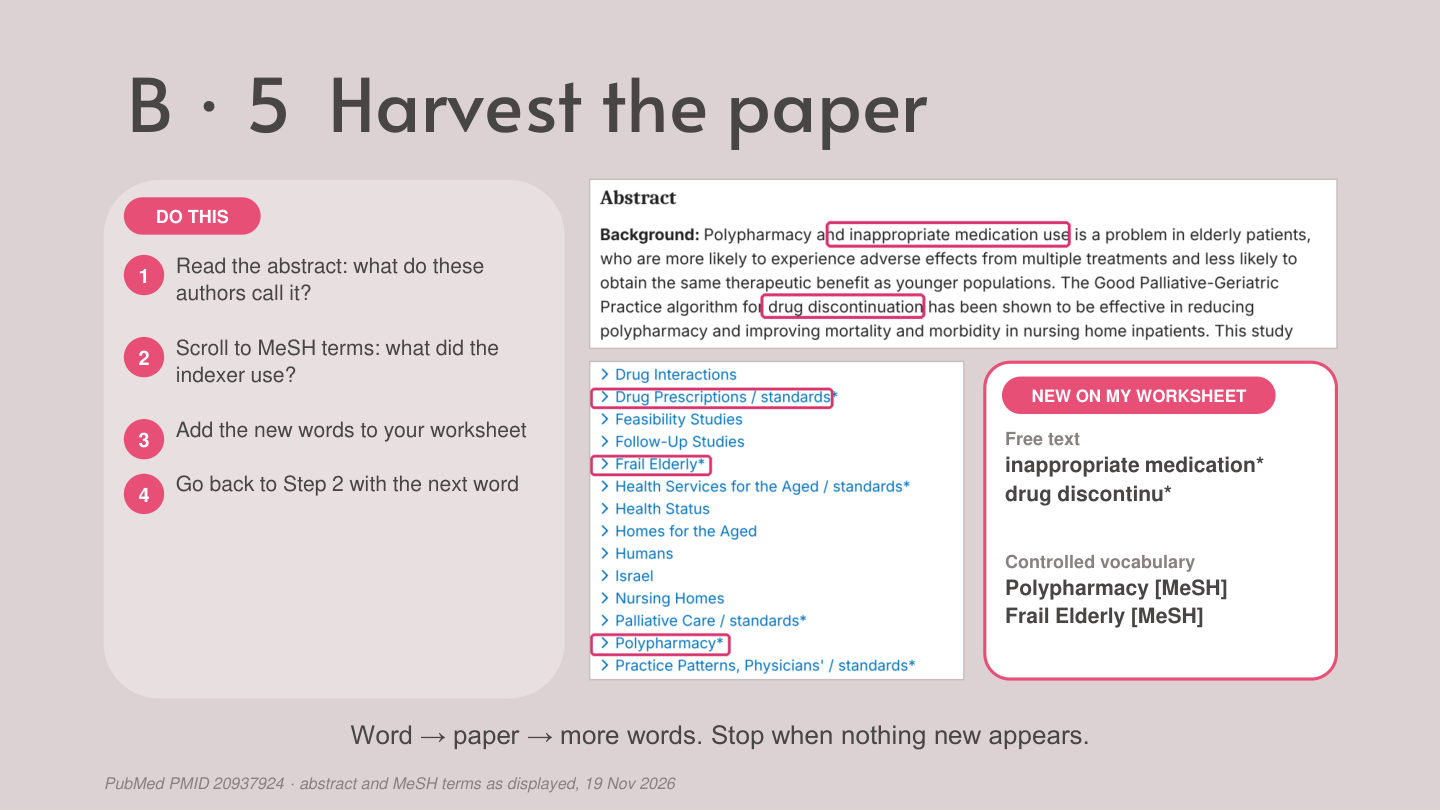 B · 5 Harvest the paper
DO THIS
1
Read the abstract: what do these
authors call it?
2
Scroll to MeSH terms: what did the
indexer use?
3
Add the new words to your worksheet
4
Go back to Step 2 with the next word
Abstract
Background: Polypharmacy and inappropriate medication use is a problem in elderly patients,
who are more likely to experience adverse effects from multiple treatments and less likely to
obtain the same therapeutic benefit as younger populations. The Good Palliative-Geriatric
Practice algorithm for drug discontinuation has been shown to be effective in reducing
polypharmacy and improving mortality and morbidity in nursing home inpatients. This study
> Drug Interactions
> Drug Prescriptions / standards*
> Feasibility Studies
> Follow-Up Studies
> Frail Elderly*
> Health Services for the Aged / standards*
> Health Status
> Homes for the Aged
> Humans
> Israel
> Nursing Homes
> Palliative Care / standards*
> Polypharmacy*
> Practice Patterns, Physicians' / standards*
NEW ON MY WORKSHEET
Free text
inappropriate medication*
drug discontinu*
Controlled vocabulary
Polypharmacy [MeSH]
Frail Elderly [MeSH]
Word → paper → more words. Stop when nothing new appears.
PubMed PMID 20937924 · abstract and MeSH terms as displayed, 19 Nov 2026